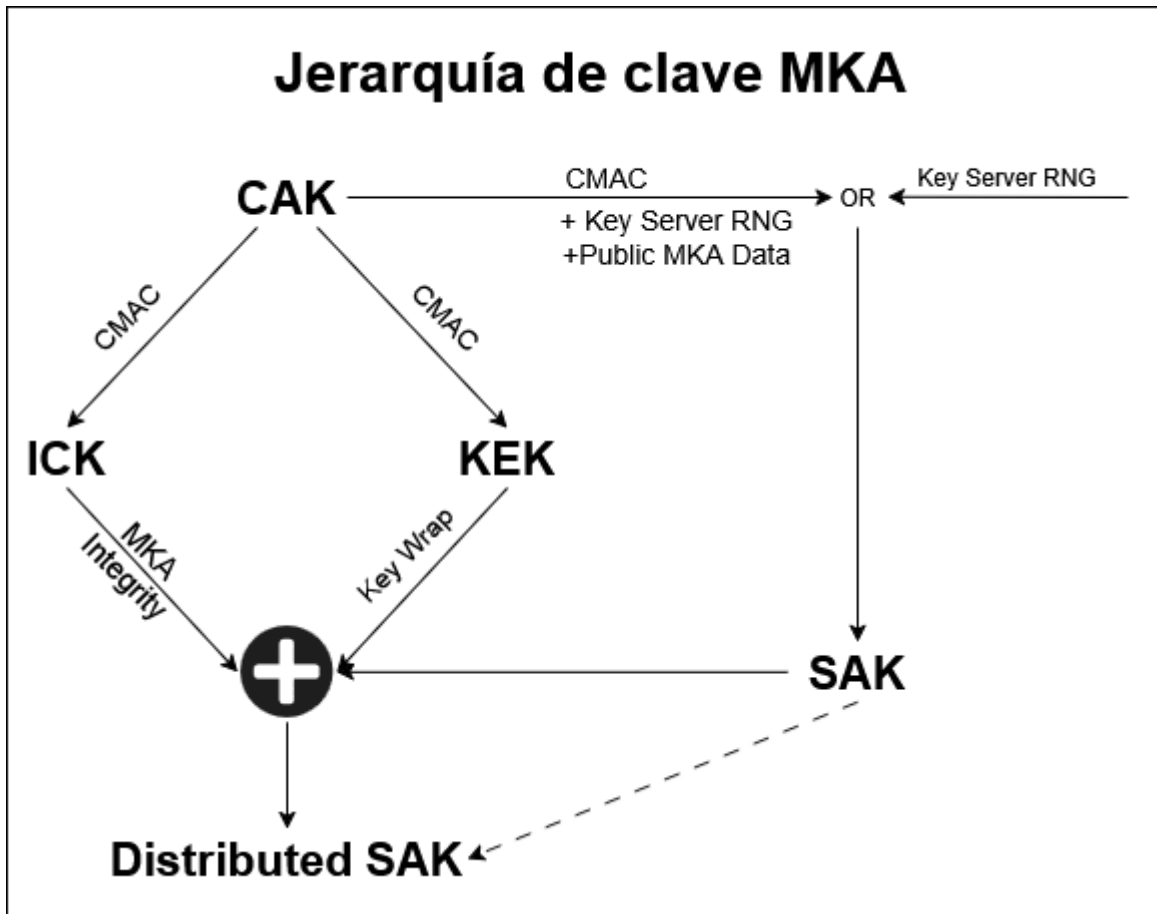 Jerarquía de clave MKA
CAK
CMAC
+ Key Server RNG
+Public MKA Data
OR
Key Server RNG
CMAC
CMAC
ICK
KEK
MKA
Integrity
Key Wrap
SAK
Distributed SAK